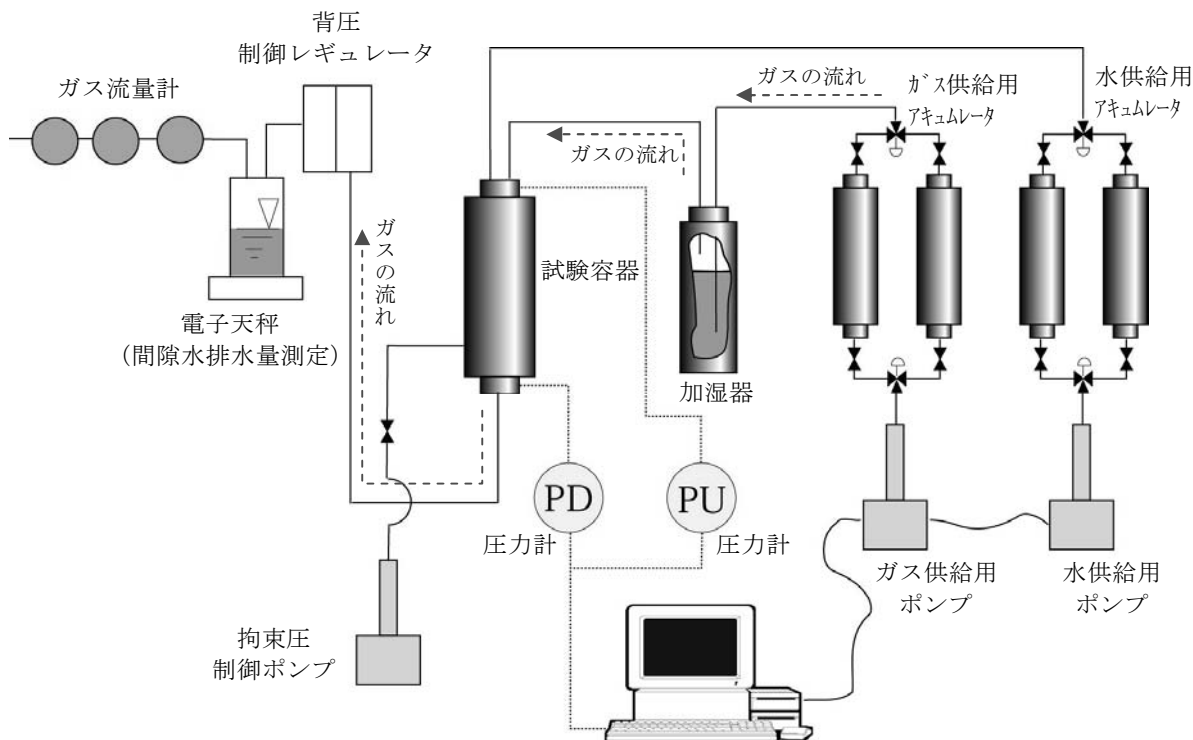 背圧
制御レギュレータ
ガス流量計
ガスの流れ
ガス供給用
アキュムレータ
水供給用
アキュムレータ
ガスの流れ
ガスの流れ
試験容器
電子天秤
（間隙水排水量測定）
加湿器
PD
PU
圧力計
圧力計
ガス供給用
ポンプ
水供給用
ポンプ
拘束圧
制御ポンプ